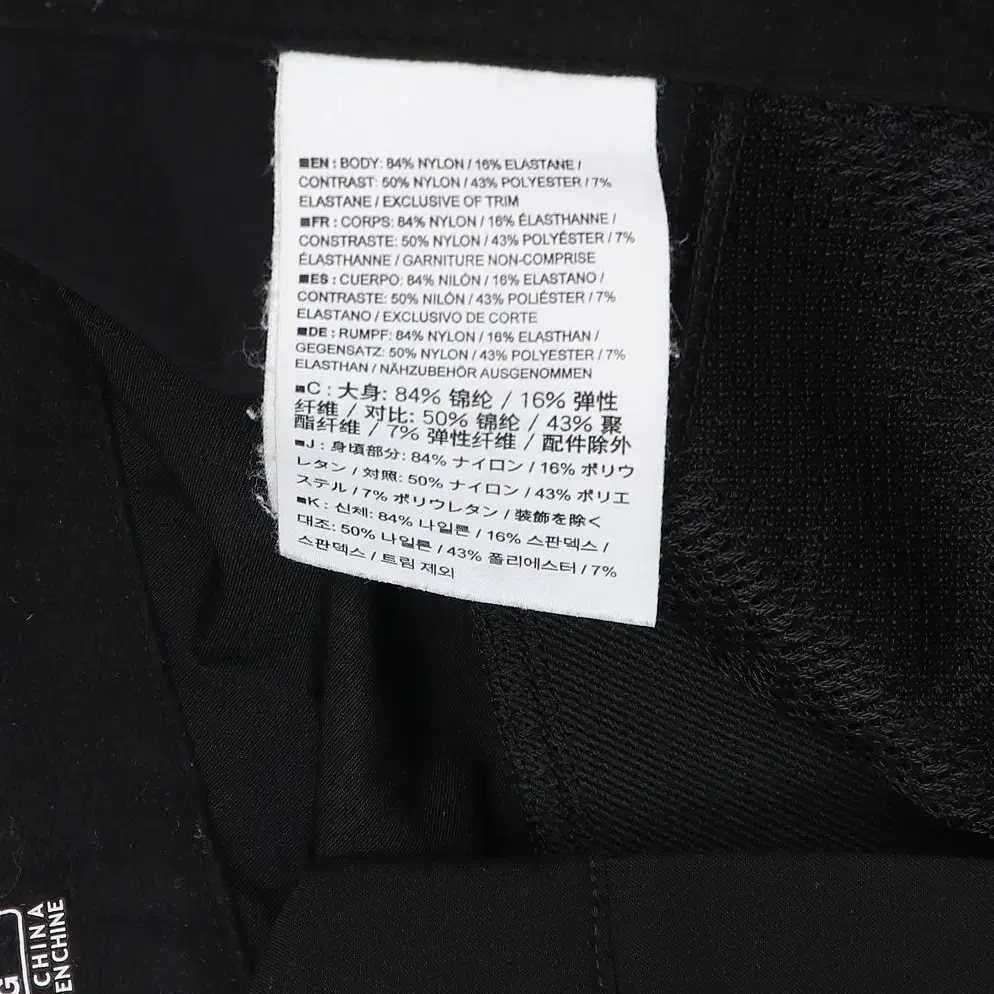 ■EN : BODY: 84% NYLON / 16% ELASTANE /
CONTRAST: 50% NYLON / 43% POLYESTER / 7%
ELASTANE / EXCLUSIVE OF TRIM
■FR : CORPS: 84% NYLON / 16% ÉLASTHANNE /
CONSTRASTE: 50% NYLON / 43% POLYÉSTER / 7%
ÉLASTHANNE / GARNITURE NON-COMPRISE
■ES : CUERPO: 84% NILÓN / 16% ELASTANO /
CONTRASTE: 50% NILÓN / 43% POLIÉSTER / 7%
ELASTANO / EXCLUSIVO DE CORTE
■DE : RUMPF: 84% NYLON / 16% ELASTHAN /
GEGENSATZ: 50% NYLON / 43% POLYESTER / 7%
ELASTHAN / NÄHZUBEHÖR AUSGENOMMEN
■C : 大身: 84% 锦纶 / 16% 弹性
纤维 / 对比: 50% 锦纶 / 43% 聚
酯纤维 / 7% 弹性纤维 / 配件除外
■J : 身頃部分: 84% ナイロン / 16% ポリウ
レタン / 対照: 50% ナイロン / 43% ポリエ
ステル / 7% ポリウレタン / 装飾を除く
■K : 신체: 84% 나일론 / 16% 스판덱스 /
대조: 50% 나일론 / 43% 폴리에스터 / 7%
스판덱스 / 트림 제외
G
CHINA
EN CHINE